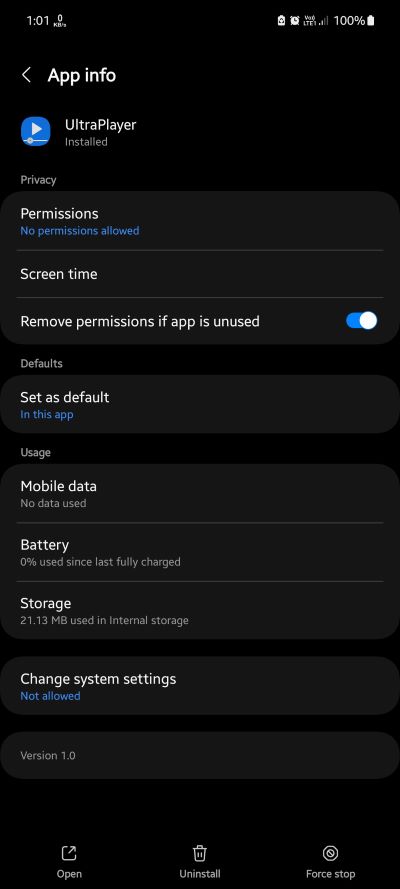 1:01 0 KB/s Vo) LTE1 100%
App info
UltraPlayer
Installed
Privacy
Permissions
No permissions allowed
Screen time
Remove permissions if app is unused
Defaults
Set as default
In this app
Usage
Mobile data
No data used
Battery
0% used since last fully charged
Storage
21.13 MB used in Internal storage
Change system settings
Not allowed
Version 1.0
Open Uninstall Force stop